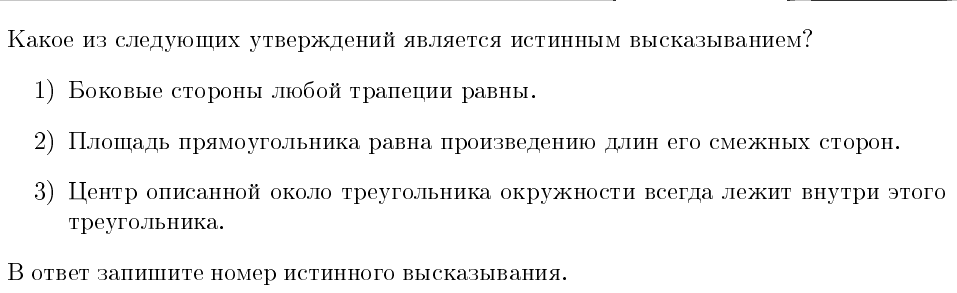 Какое из следующих утверждений является истинным высказыванием?
1) Боковые стороны любой трапеции равны.
2) Площадь прямоугольника равна произведению длин его смежных сторон.
3) Центр описанной около треугольника окружности всегда лежит внутри этого
треугольника.
В ответ запишите номер истинного высказывания.